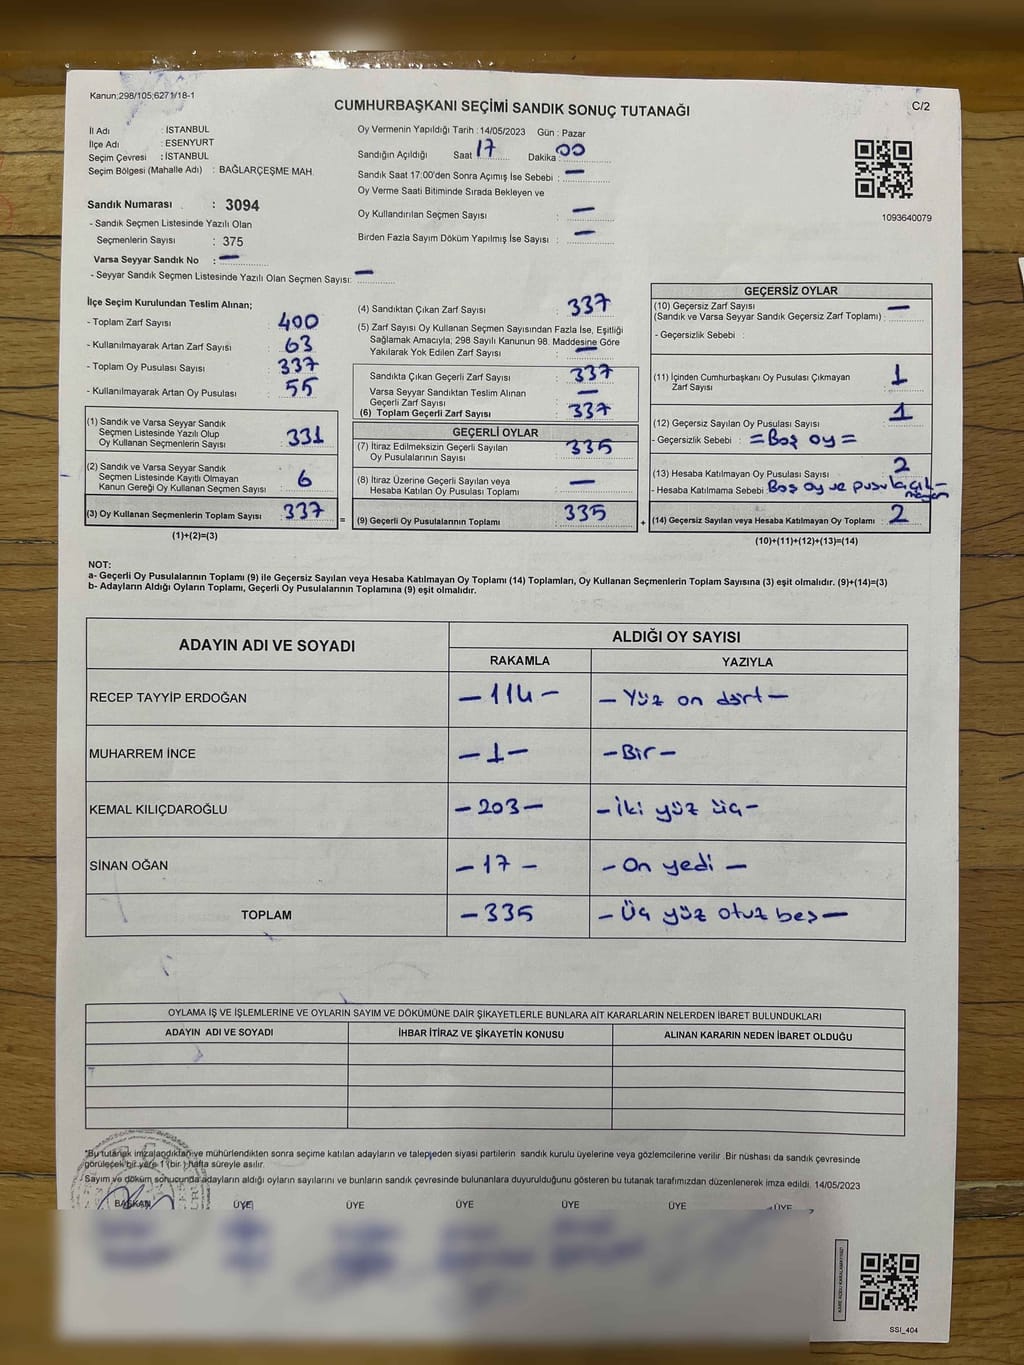 Kanun;298/105;6271/18-1
CUMHURBAŞKANI SEÇİMİ SANDIK SONUÇ TUTANAĞI
C/2
İl Adı : İSTANBUL
İlçe Adı : ESENYURT
Seçim Çevresi : İSTANBUL
Seçim Bölgesi (Mahalle Adı) : BAĞLARÇEŞME MAH.
Sandık Numarası : 3094
- Sandık Seçmen Listesinde Yazılı Olan
Seçmenlerin Sayısı : 375
Varsa Seyyar Sandık No : —
- Seyyar Sandık Seçmen Listesinde Yazılı Olan Seçmen Sayısı: —
Oy Vermenin Yapıldığı Tarih : 14/05/2023 Gün : Pazar
Sandığın Açıldığı Saat 17 Dakika : 00
Sandık Saat 17:00'den Sonra Açımış İse Sebebi : —
Oy Verme Saati Bitiminde Sırada Bekleyen ve
Oy Kullandırılan Seçmen Sayısı : —
Birden Fazla Sayım Döküm Yapılmış İse Sayısı : —
1093640079
İlçe Seçim Kurulundan Teslim Alınan;
- Toplam Zarf Sayısı : 400
- Kullanılmayarak Artan Zarf Sayısı : 63
- Toplam Oy Pusulası Sayısı : 337
- Kullanılmayarak Artan Oy Pusulası : 55
(1) Sandık ve Varsa Seyyar Sandık
Seçmen Listesinde Yazılı Olup
Oy Kullanan Seçmenlerin Sayısı : 331
(2) Sandık ve Varsa Seyyar Sandık
Seçmen Listesinde Kayıtlı Olmayan
Kanun Gereği Oy Kullanan Seçmen Sayısı : 6
(3) Oy Kullanan Seçmenlerin Toplam Sayısı : 337
(1)+(2)=(3)
=
(4) Sandıktan Çıkan Zarf Sayısı : 337
(5) Zarf Sayısı Oy Kullanan Seçmen Sayısından Fazla İse, Eşitliği
Sağlamak Amacıyla, 298 Sayılı Kanunun 98. Maddesine Göre
Yakılarak Yok Edilen Zarf Sayısı : —
Sandıkta Çıkan Geçerli Zarf Sayısı : 337
Varsa Seyyar Sandıktan Teslim Alınan
Geçerli Zarf Sayısı : —
(6) Toplam Geçerli Zarf Sayısı : 337
GEÇERLİ OYLAR
(7) İtiraz Edilmeksizin Geçerli Sayılan
Oy Pusulalarının Sayısı : 335
(8) İtiraz Üzerine Geçerli Sayılan veya
Hesaba Katılan Oy Pusulası Toplamı : —
(9) Geçerli Oy Pusulalarının Toplamı : 335
+
GEÇERSİZ OYLAR
(10) Geçersiz Zarf Sayısı
(Sandık ve Varsa Seyyar Sandık Geçersiz Zarf Toplamı) : —
- Geçersizlik Sebebi :
(11) İçinden Cumhurbaşkanı Oy Pusulası Çıkmayan
Zarf Sayısı : 1
(12) Geçersiz Sayılan Oy Pusulası Sayısı : 1
- Geçersizlik Sebebi : =Boş oy=
(13) Hesaba Katılmayan Oy Pusulası Sayısı : 2
- Hesaba Katılmama Sebebi : Boş oy ve pusula çık-
mayan
(14) Geçersiz Sayılan veya Hesaba Katılmayan Oy Toplamı : 2
(10)+(11)+(12)+(13)=(14)
NOT:
a- Geçerli Oy Pusulalarının Toplamı (9) ile Geçersiz Sayılan veya Hesaba Katılmayan Oy Toplamı (14) Toplamları, Oy Kullanan Seçmenlerin Toplam Sayısına (3) eşit olmalıdır. (9)+(14)=(3)
b- Adayların Aldığı Oyların Toplamı, Geçerli Oy Pusulalarının Toplamına (9) eşit olmalıdır.
ADAYIN ADI VE SOYADI
ALDIĞI OY SAYISI
RAKAMLA YAZIYLA
RECEP TAYYİP ERDOĞAN —114— —Yüz on dört—
MUHARREM İNCE —1— —Bir—
KEMAL KILIÇDAROĞLU —203— —İki yüz üç—
SİNAN OĞAN —17— —On yedi—
TOPLAM —335 —Üç yüz otuz beş—
OYLAMA İŞ VE İŞLEMLERİNE VE OYLARIN SAYIM VE DÖKÜMÜNE DAİR ŞİKAYETLERLE BUNLARA AİT KARARLARIN NELERDEN İBARET BULUNDUKLARI
ADAYIN ADI VE SOYADI İHBAR İTİRAZ VE ŞİKAYETİN KONUSU ALINAN KARARIN NEDEN İBARET OLDUĞU
*Bu tutanak imzalandıktan ve mühürlendikten sonra seçime katılan adayların ve talep eden siyasi partilerin sandık kurulu üyelerine veya gözlemcilerine verilir .Bir nüshası da sandık çevresinde
görülecek bir yere 1 (bir ) hafta süreyle asılır.
Sayım ve döküm sonucunda adayların aldığı oyların sayılarını ve bunların sandık çevresinde bulunanlara duyurulduğunu gösteren bu tutanak tarafımızdan düzenlenerek imza edildi. 14/05/2023
BAŞKAN ÜYE ÜYE ÜYE ÜYE ÜYE ÜYE
SSI_404